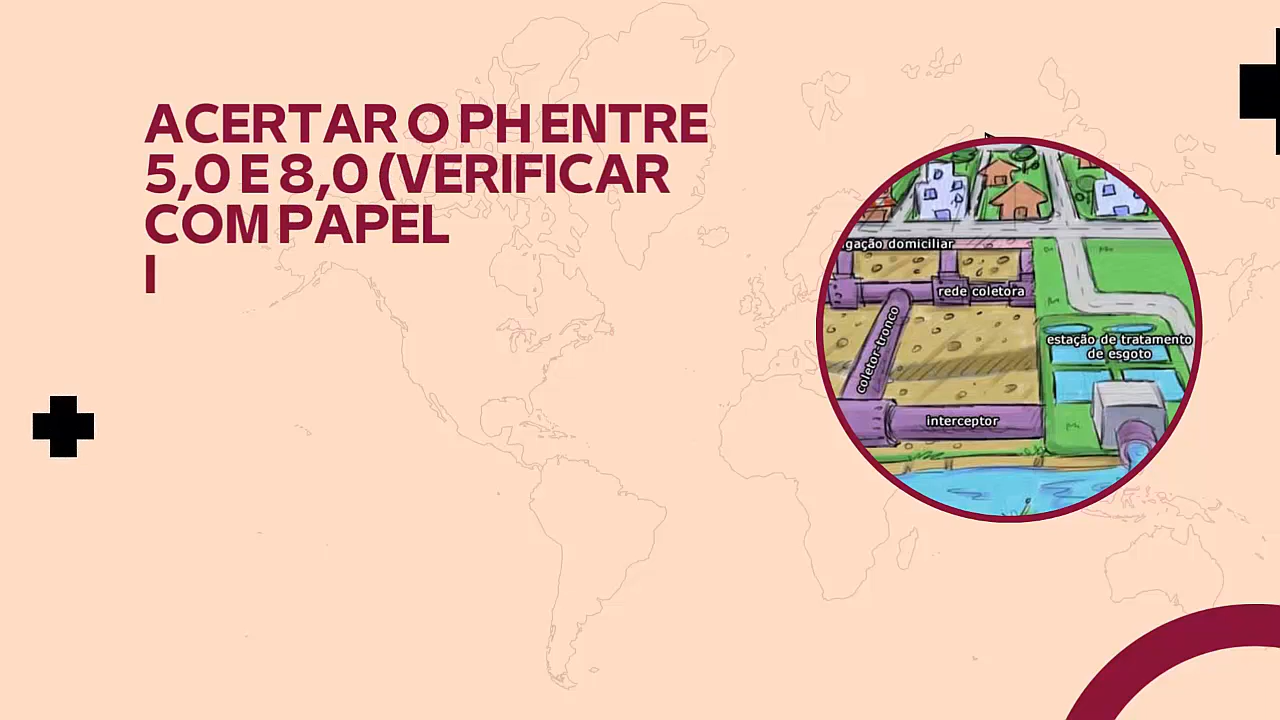 ACERTAR O PH ENTRE
5,0 E 8,0 (VERIFICAR
COM PAPEL
I
igação domiciliar
rede coletora
coletor-tronco
estação de tratamento
de esgoto
interceptor